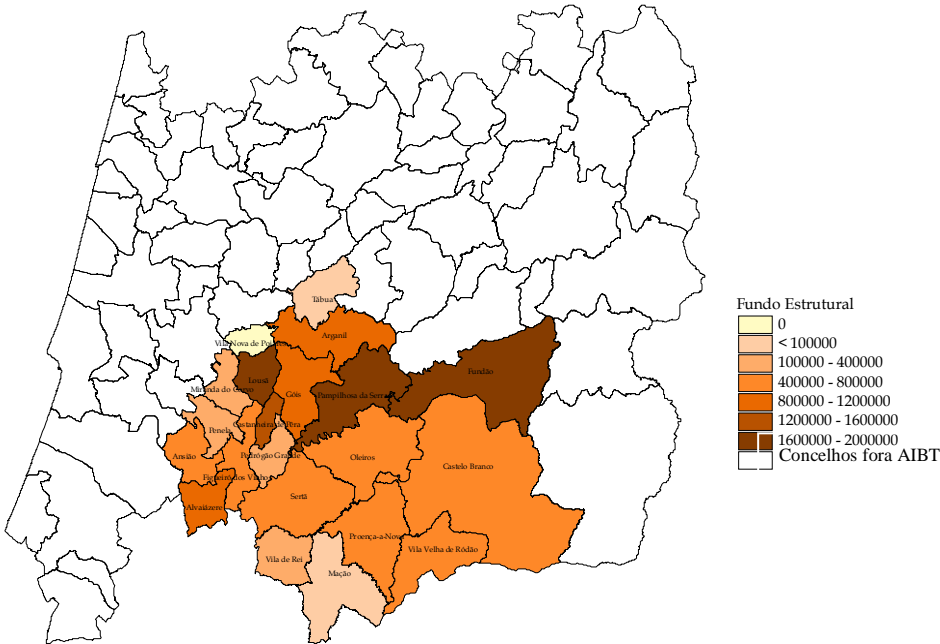 Tábua
Arganil
Vila Nova de Poiares
Fundão
Lousã
Miranda do Corvo
Góis
Pampilhosa da Serra
Castanheira de Pera
Penela
Ansião
Pedrógão Grande
Oleiros
Castelo Branco
Figueiró dos Vinhos
Sertã
Alvaiázere
Proença-a-Nova
Vila Velha de Ródão
Vila de Rei
Mação
Fundo Estrutural
0
< 100000
100000 - 400000
400000 - 800000
800000 - 1200000
1200000 - 1600000
1600000 - 2000000
Concelhos fora AIBT